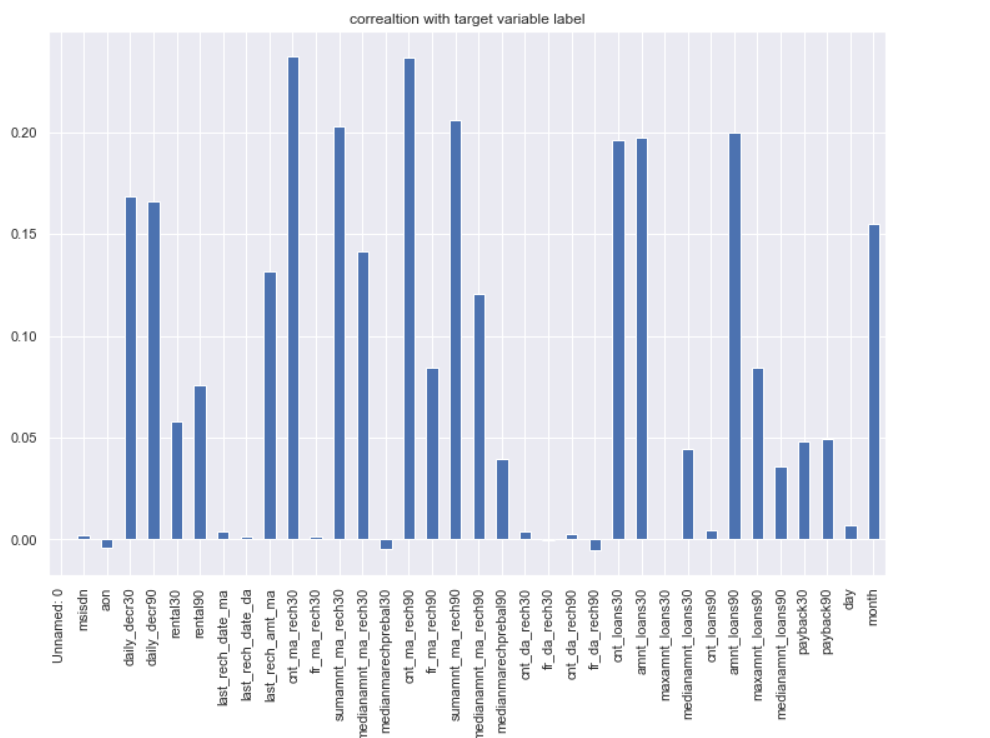 correaltion with target variable label
0.20
0.15
0.10
0.05
0.00
Unnamed: 0
msisdn
aon
daily_decr30
daily_decr90
rental30
rental90
last_rech_date_ma
last_rech_date_da
last_rech_amt_ma
cnt_ma_rech30
fr_ma_rech30
sumamnt_ma_rech30
medianamnt_ma_rech30
medianmarechprebal30
cnt_ma_rech90
fr_ma_rech90
sumamnt_ma_rech90
medianamnt_ma_rech90
medianmarechprebal90
cnt_da_rech30
fr_da_rech30
cnt_da_rech90
fr_da_rech90
cnt_loans30
amnt_loans30
maxamnt_loans30
medianamnt_loans30
cnt_loans90
amnt_loans90
maxamnt_loans90
medianamnt_loans90
payback30
payback90
day
month